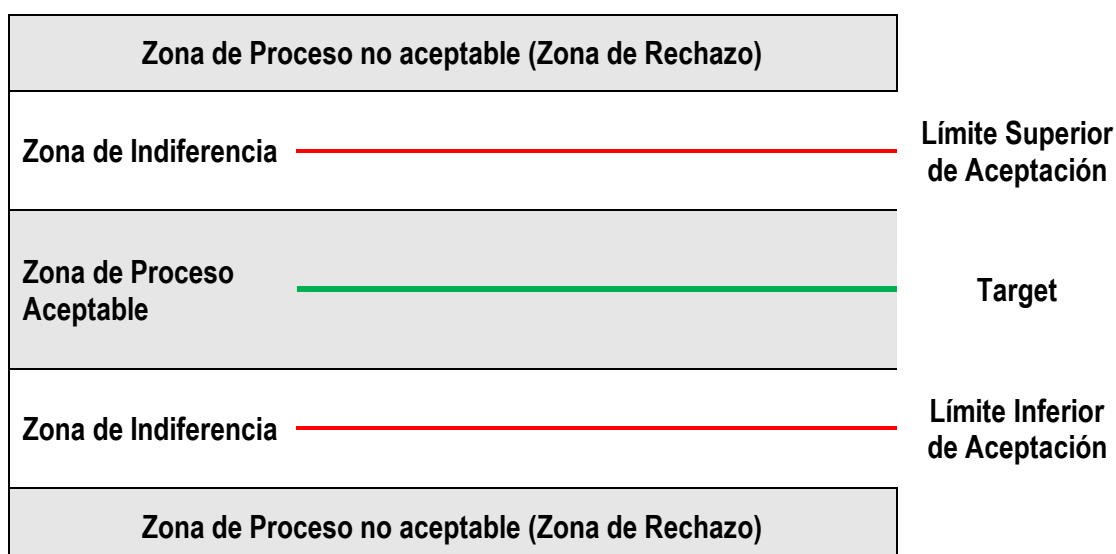 Zona de Proceso no aceptable (Zona de Rechazo)
Zona de Indiferencia
Límite Superior
de Aceptación
Zona de Proceso
Aceptable
Target
Zona de Indiferencia
Límite Inferior
de Aceptación
Zona de Proceso no aceptable (Zona de Rechazo)